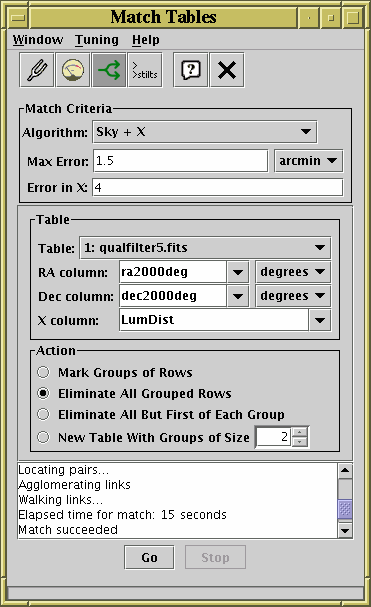 Match Tables
Window Tuning Help
>stilts
Match Criteria
Algorithm: Sky + X
Max Error: 1.5 arcmin
Error in X: 4
Table
Table: 1: qualfilter5.fits
RA column: ra2000deg degrees
Dec column: dec2000deg degrees
X column: LumDist
Action
Mark Groups of Rows
Eliminate All Grouped Rows
Eliminate All But First of Each Group
New Table With Groups of Size 2
Locating pairs...
Agglomerating links
Walking links...
Elapsed time for match: 15 seconds
Match succeeded
Go Stop